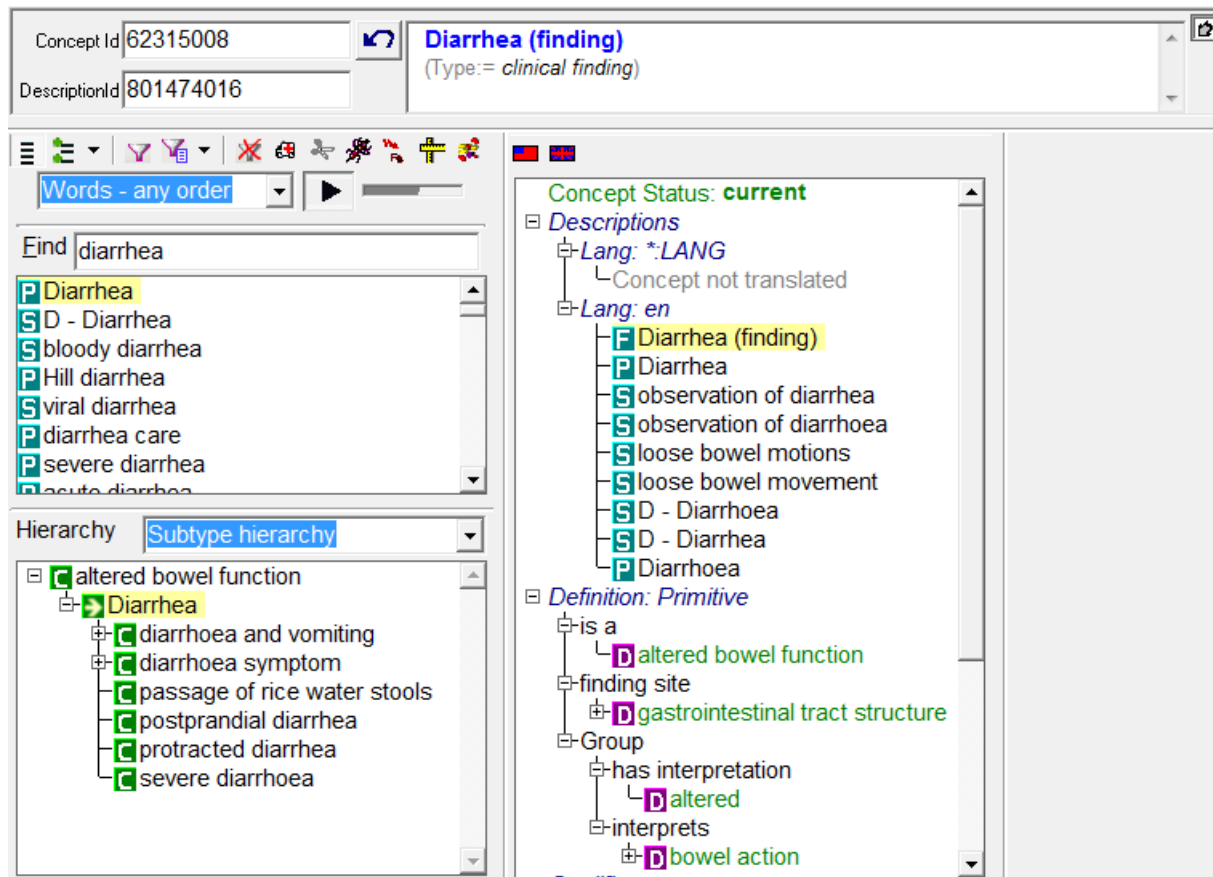 Concept Id 62315008
Diarrhea (finding)
(Type:= clinical finding)
DescriptionId 801474016
Words - any order
Find diarrhea
P Diarrhea
S D - Diarrhea
S bloody diarrhea
P Hill diarrhea
S viral diarrhea
P diarrhea care
P severe diarrhea
acute diarrhea
Hierarchy Subtype hierarchy
C altered bowel function
Diarrhea
C diarrhoea and vomiting
C diarrhoea symptom
C passage of rice water stools
C postprandial diarrhea
C protracted diarrhea
C severe diarrhoea
Concept Status: current
Descriptions
Lang: *:LANG
Concept not translated
Lang: en
F Diarrhea (finding)
P Diarrhea
S observation of diarrhea
S observation of diarrhoea
S loose bowel motions
S loose bowel movement
S D - Diarrhoea
S D - Diarrhea
P Diarrhoea
Definition: Primitive
is a
D altered bowel function
finding site
D gastrointestinal tract structure
Group
has interpretation
D altered
interprets
D bowel action